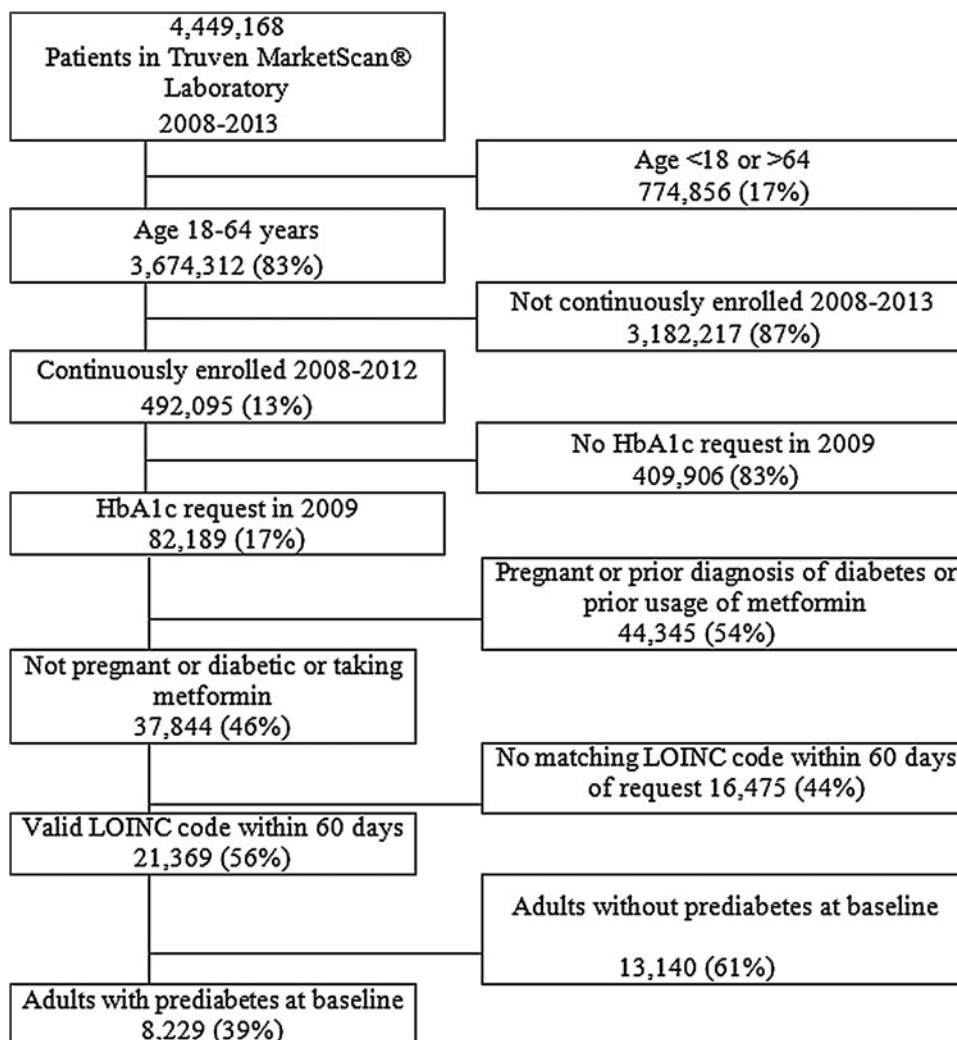 4,449,168
Patients in Truven MarketScan®
Laboratory
2008-2013
Age <18 or >64
774,856 (17%)
Age 18-64 years
3,674,312 (83%)
Not continuously enrolled 2008-2013
3,182,217 (87%)
Continuously enrolled 2008-2012
492,095 (13%)
No HbA1c request in 2009
409,906 (83%)
HbA1c request in 2009
82,189 (17%)
Pregnant or prior diagnosis of diabetes or
prior usage of metformin
44,345 (54%)
Not pregnant or diabetic or taking
metformin
37,844 (46%)
No matching LOINC code within 60 days
of request 16,475 (44%)
Valid LOINC code within 60 days
21,369 (56%)
Adults without prediabetes at baseline
13,140 (61%)
Adults with prediabetes at baseline
8,229 (39%)